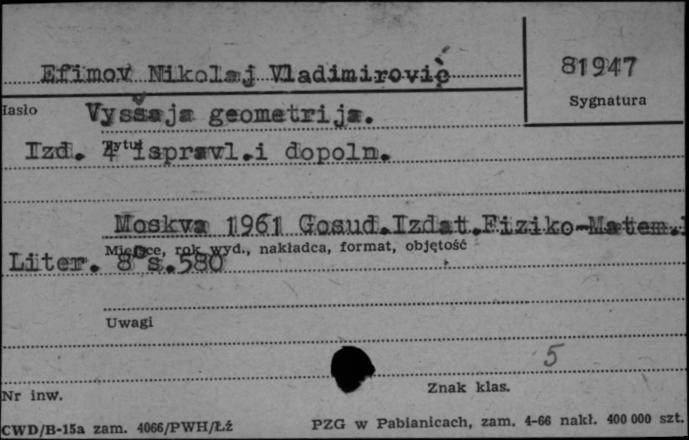 Efimov Nikolaj Vladimirovič
81947
Sygnatura
Hasło
Vysšaja geometrija.
Izd. 4 ispravl.i dopoln.
Moskva 1961 Gosud.Izdat.Fiziko-Matem.
Miejsce, rok wyd., nakładca, format, objętość
Liter. 8° s.580
Uwagi
5
Nr inw.
Znak klas.
CWD/B-15a zam. 4066/PWH/Łż
PZG w Pabianicach, zam. 4-66 nakł. 400 000 szt.